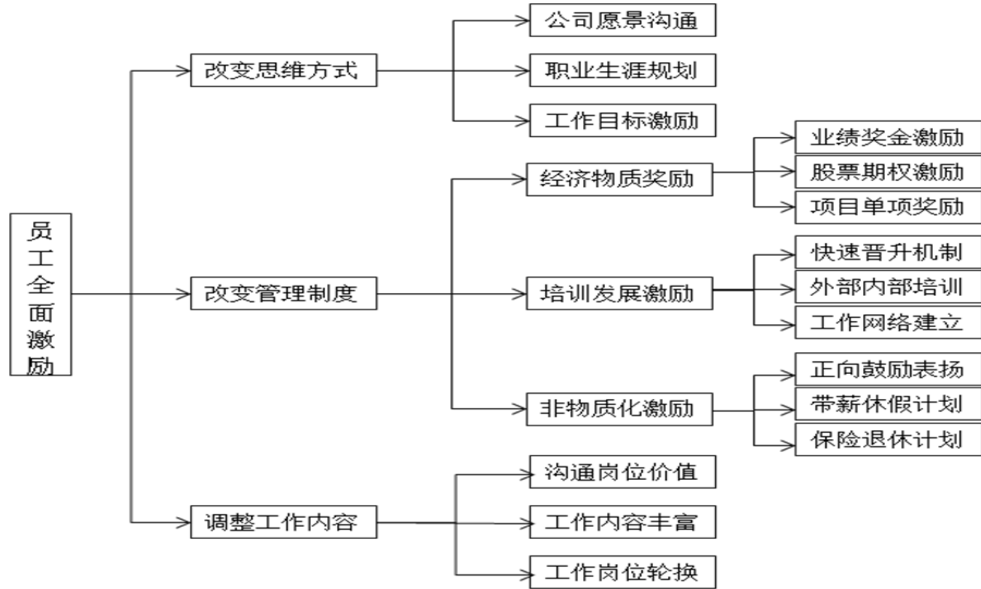 员工全面激励
改变思维方式
公司愿景沟通
职业生涯规划
工作目标激励
改变管理制度
经济物质奖励
业绩奖金激励
股票期权激励
项目单项奖励
培训发展激励
快速晋升机制
外部内部培训
工作网络建立
非物质化激励
正向鼓励表扬
带薪休假计划
保险退休计划
调整工作内容
沟通岗位价值
工作内容丰富
工作岗位轮换